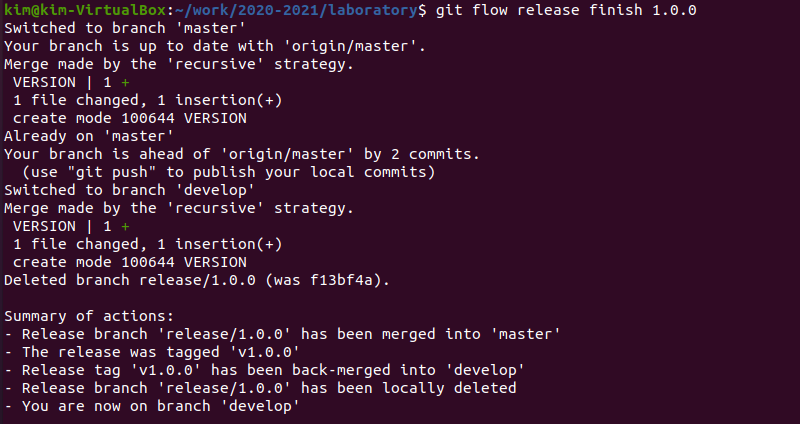 kim@kim-VirtualBox:~/work/2020-2021/laboratory$ git flow release finish 1.0.0
Switched to branch 'master'
Your branch is up to date with 'origin/master'.
Merge made by the 'recursive' strategy.
 VERSION | 1 +
 1 file changed, 1 insertion(+)
 create mode 100644 VERSION
Already on 'master'
Your branch is ahead of 'origin/master' by 2 commits.
  (use "git push" to publish your local commits)
Switched to branch 'develop'
Merge made by the 'recursive' strategy.
 VERSION | 1 +
 1 file changed, 1 insertion(+)
 create mode 100644 VERSION
Deleted branch release/1.0.0 (was f13bf4a).

Summary of actions:
- Release branch 'release/1.0.0' has been merged into 'master'
- The release was tagged 'v1.0.0'
- Release tag 'v1.0.0' has been back-merged into 'develop'
- Release branch 'release/1.0.0' has been locally deleted
- You are now on branch 'develop'